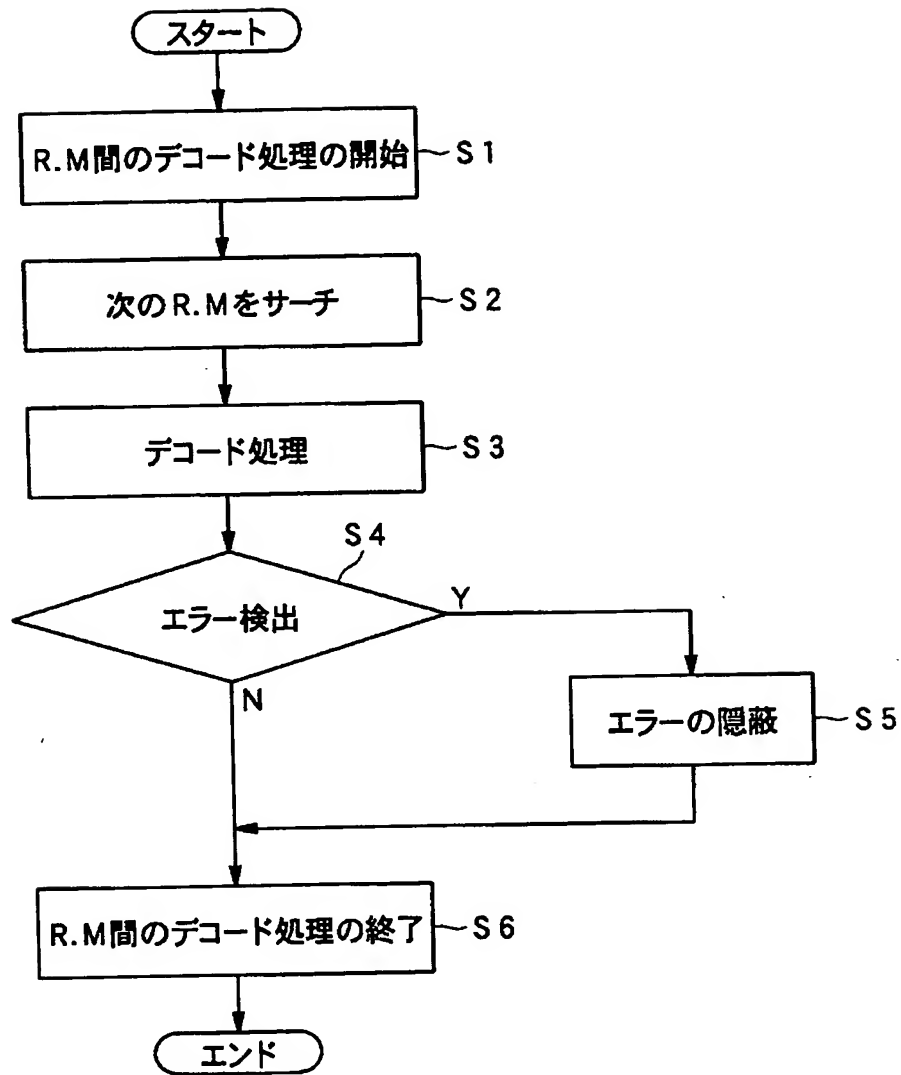 スタート
R.M間のデコード処理の開始
S1
次のR.Mをサーチ
S2
デコード処理
S3
S4
エラー検出
Y
N
エラーの隠蔽
S5
R.M間のデコード処理の終了
S6
エンド